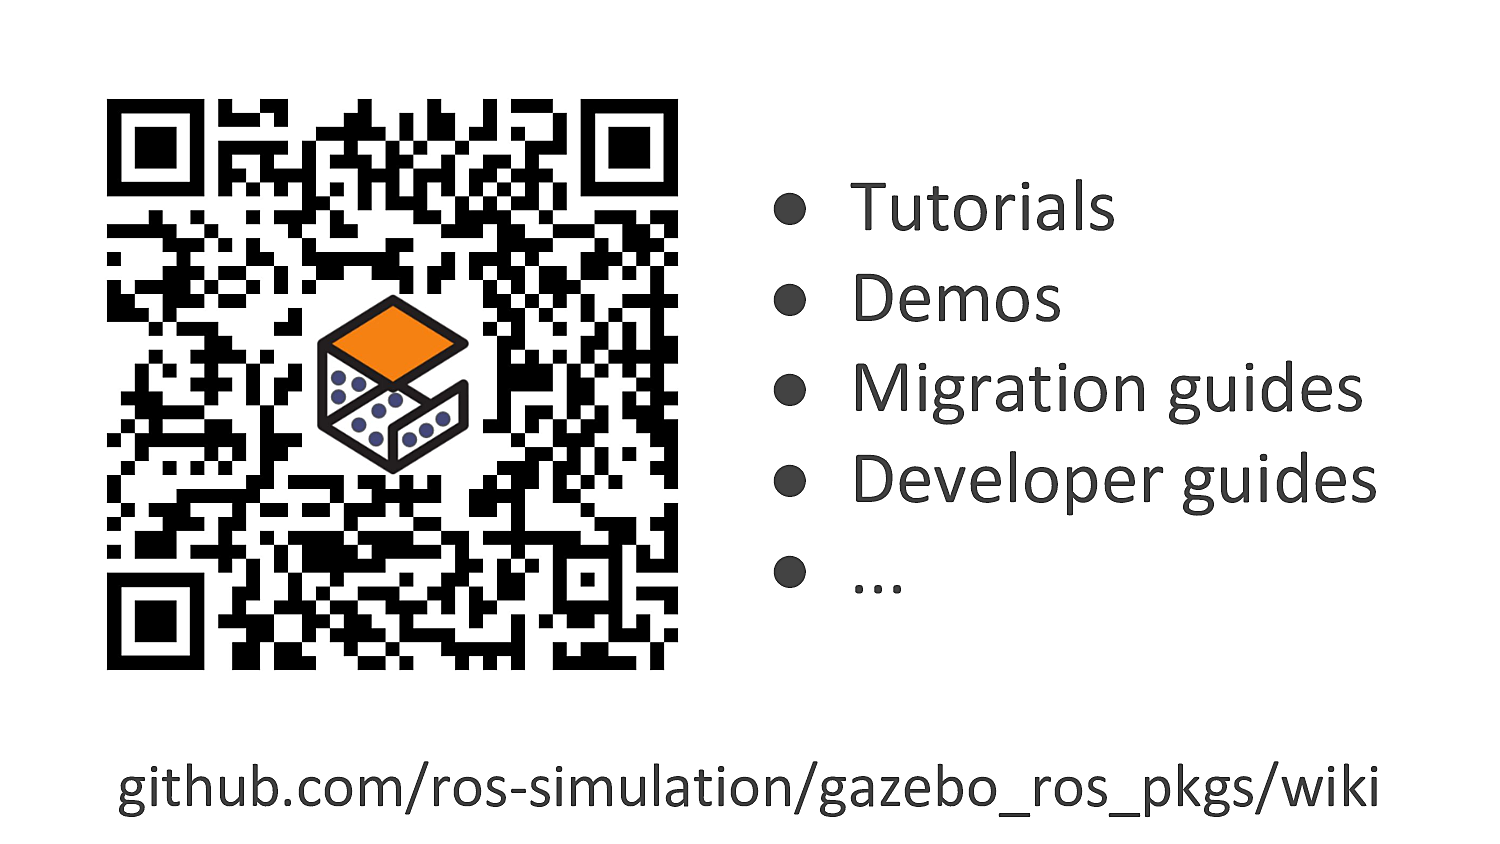 ● Tutorials
● Demos
● Migration guides
● Developer guides
● ...
github.com/ros-simulation/gazebo_ros_pkgs/wiki